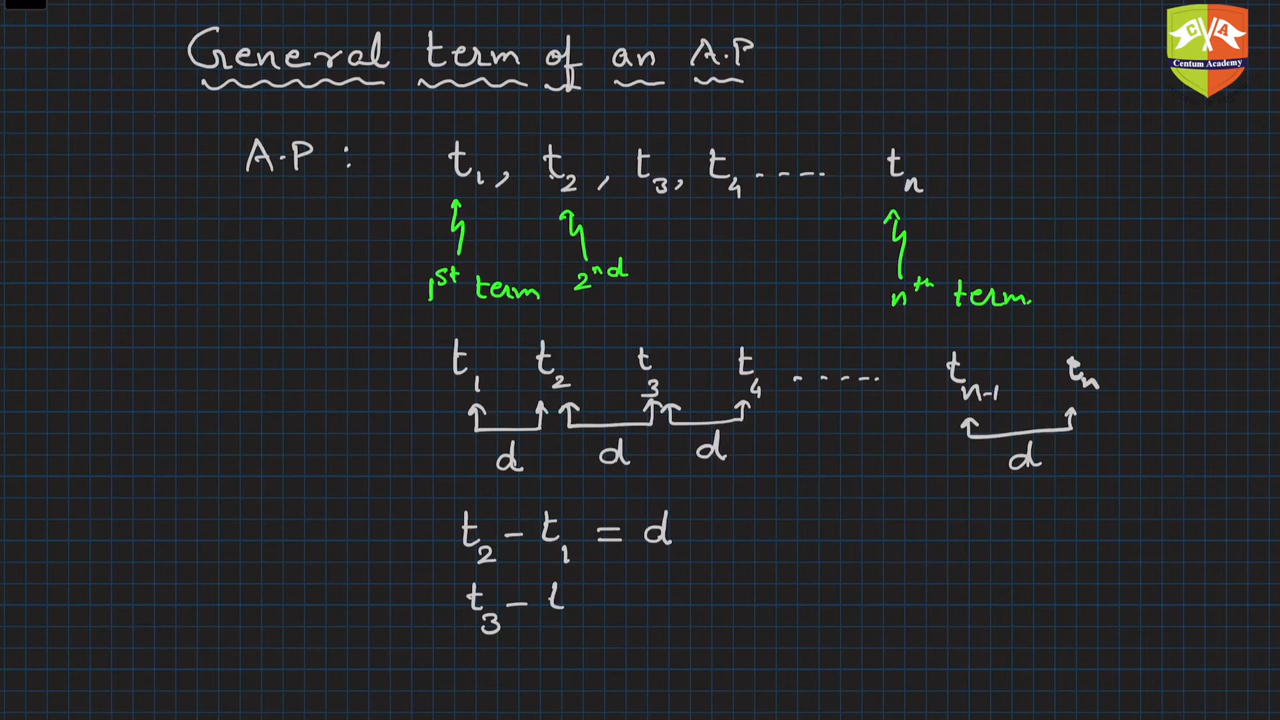 General term of an A.P
C A
Centum Academy
A.P : t₁, t₂, t₃, t₄ ---- tₙ
1st term 2nd nth term.
t₁ t₂ t₃ t₄ ----- tₙ₋₁ tₙ
d d d d
t₂ - t₁ = d
t₃ - t